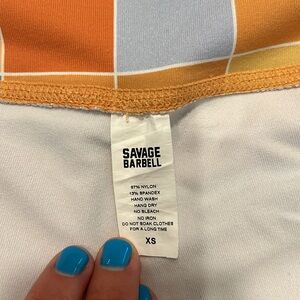 SAVAGE
BARBELL
87% NYLON
13% SPANDEX
HAND WASH
HANG DRY
NO BLEACH
NO IRON
DO NOT SOAK CLOTHES
FOR A LONG TIME
XS